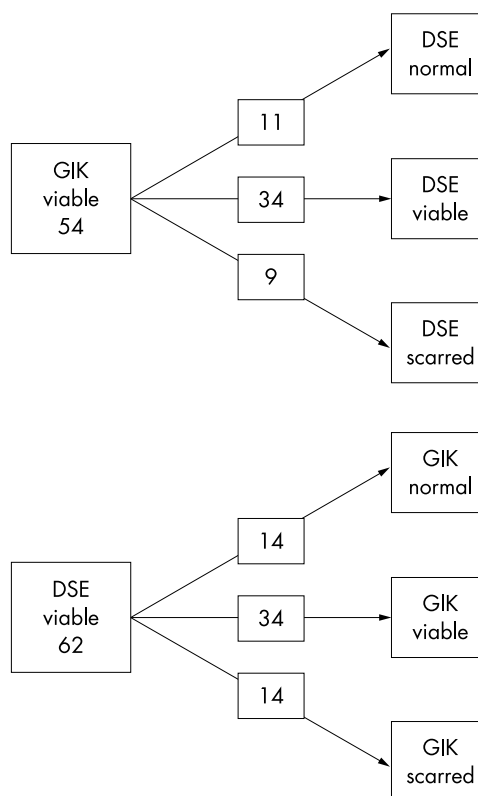 DSE
normal
11
GIK
viable
54
34
DSE
viable
9
DSE
scarred
GIK
normal
14
DSE
viable
62
34
GIK
viable
14
GIK
scarred